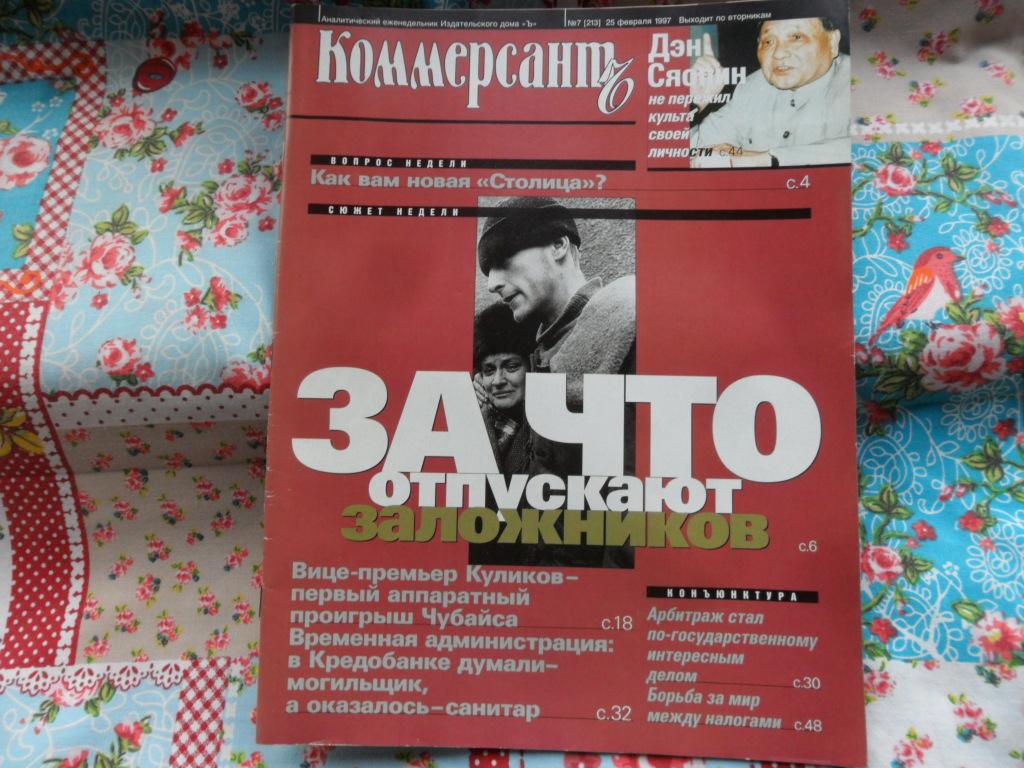 Аналитический еженедельник Издательского дома «Ъ»
№7 [213] 25 февраля 1997 Выходит по вторникам
Коммерсантъ
Дэн
Сяопин
не пережил
культа
своей
личности с.44
ВОПРОС НЕДЕЛИ
Как вам новая «Столица»? с.4
СЮЖЕТ НЕДЕЛИ
ЗА ЧТО
отпускают
заложников с.6
Вице-премьер Куликов–
первый аппаратный
проигрыш Чубайса с.18
Временная администрация:
в Кредобанке думали–
могильщик,
а оказалось–санитар с.32
КОНЪЮНКТУРА
Арбитраж стал
по-государственному
интересным
делом с.30
Борьба за мир
между налогами с.48